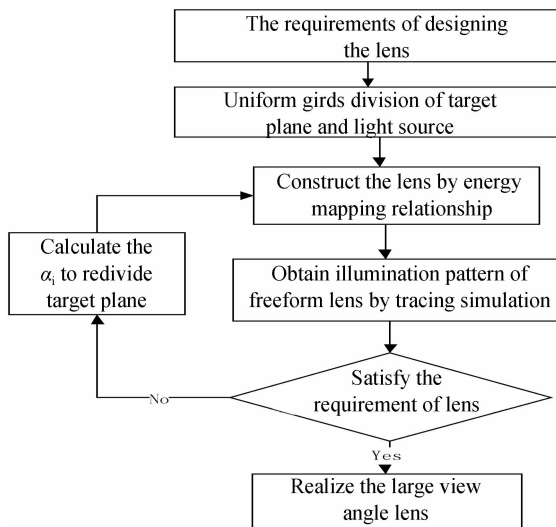 The requirements of designing
the lens
Uniform girds division of target
plane and light source
Construct the lens by energy
mapping relationship
Calculate the
αi to redivide
target plane
Obtain illumination pattern of
freeform lens by tracing simulation
Satisfy the
requirement of lens
No
Yes
Realize the large view
angle lens